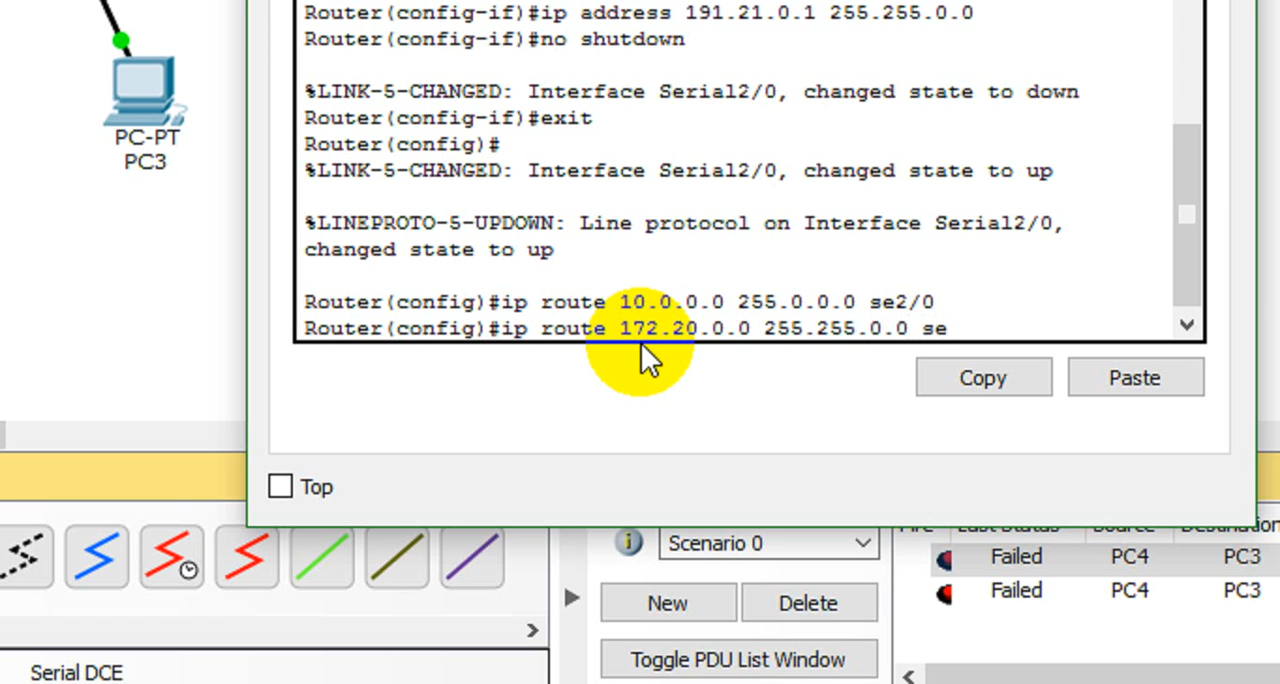 Router(config-if)#ip address 191.21.0.1 255.255.0.0
Router(config-if)#no shutdown
%LINK-5-CHANGED: Interface Serial2/0, changed state to down
Router(config-if)#exit
Router(config)#
%LINK-5-CHANGED: Interface Serial2/0, changed state to up
%LINEPROTO-5-UPDOWN: Line protocol on Interface Serial2/0,
changed state to up
Router(config)#ip route 10.0.0.0 255.0.0.0 se2/0
Router(config)#ip route 172.20.0.0 255.255.0.0 se
PC-PT
PC3
Copy
Paste
Top
Scenario 0
New
Delete
Toggle PDU List Window
Fire Last Status Source Destination
Failed PC4 PC3
Failed PC4 PC3
Serial DCE